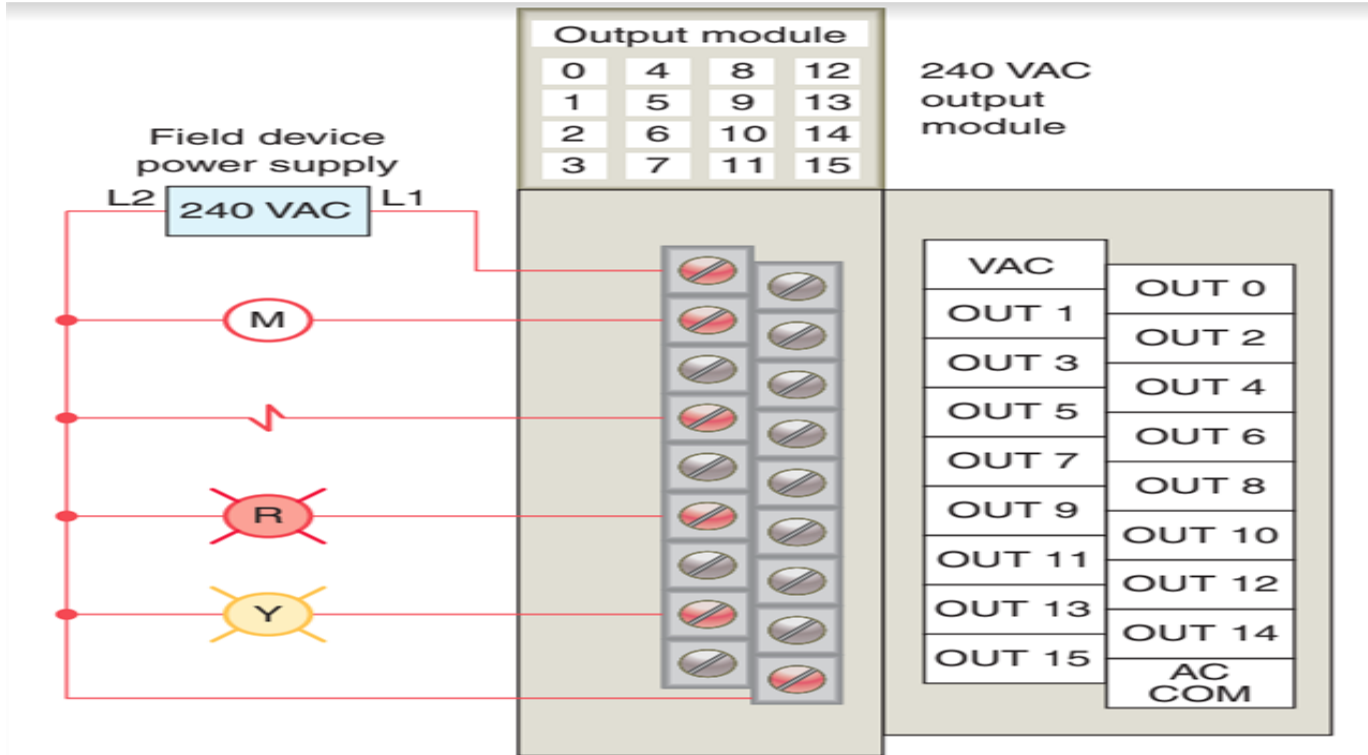 Output module
0 4 8 12
1 5 9 13
2 6 10 14
3 7 11 15
240 VAC
output
module
Field device
power supply
L2 240 VAC L1
M
R
Y
VAC
OUT 0
OUT 1
OUT 2
OUT 3
OUT 4
OUT 5
OUT 6
OUT 7
OUT 8
OUT 9
OUT 10
OUT 11
OUT 12
OUT 13
OUT 14
OUT 15
AC
COM